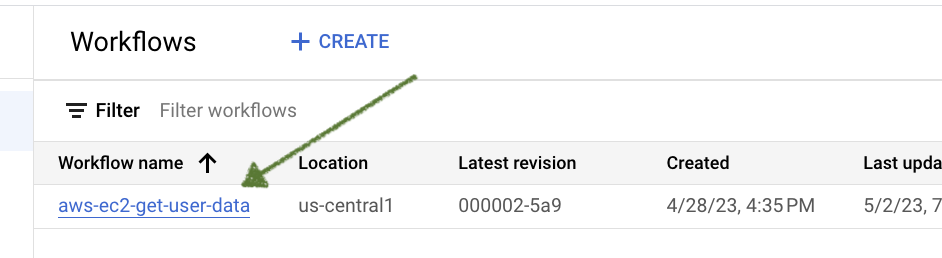 Workflows + CREATE
Filter Filter workflows
Workflow name Location Latest revision Created Last upda
aws-ec2-get-user-data us-central1 000002-5a9 4/28/23, 4:35 PM 5/2/23, 7